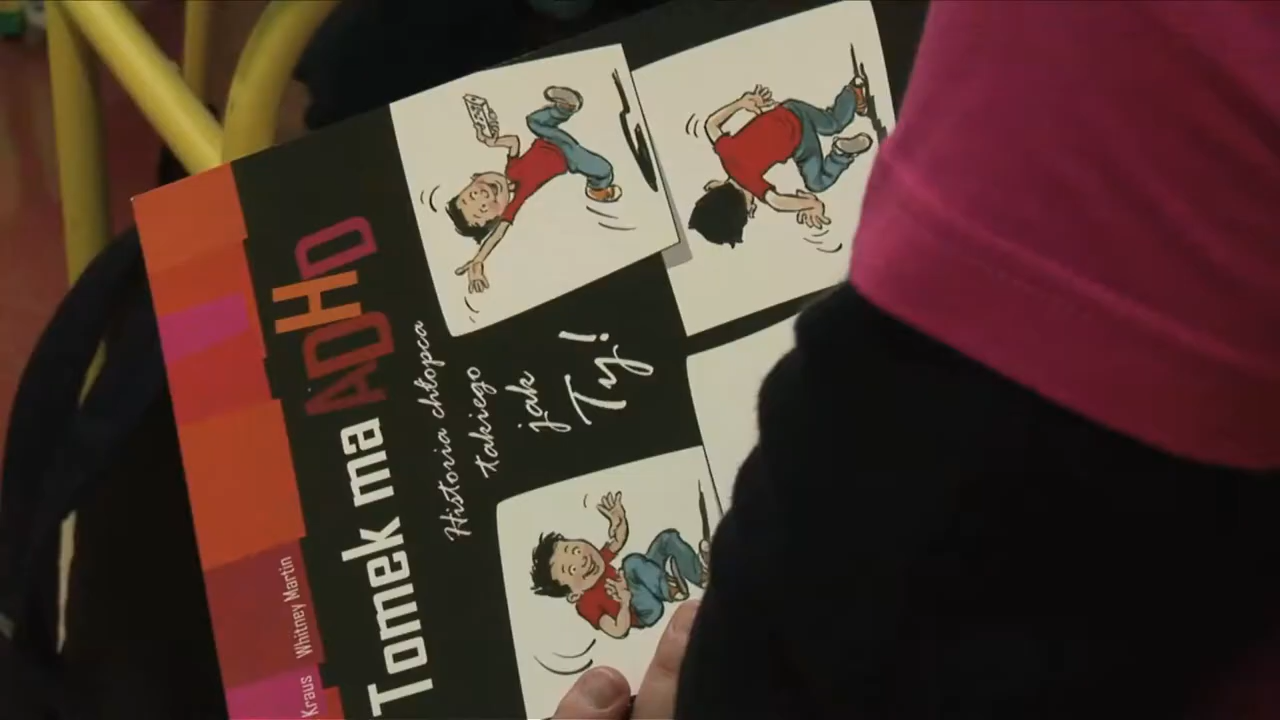 Kraus Whitney Martin
Tomek ma ADHD
Historia chłopca
takiego
jak
Ty!